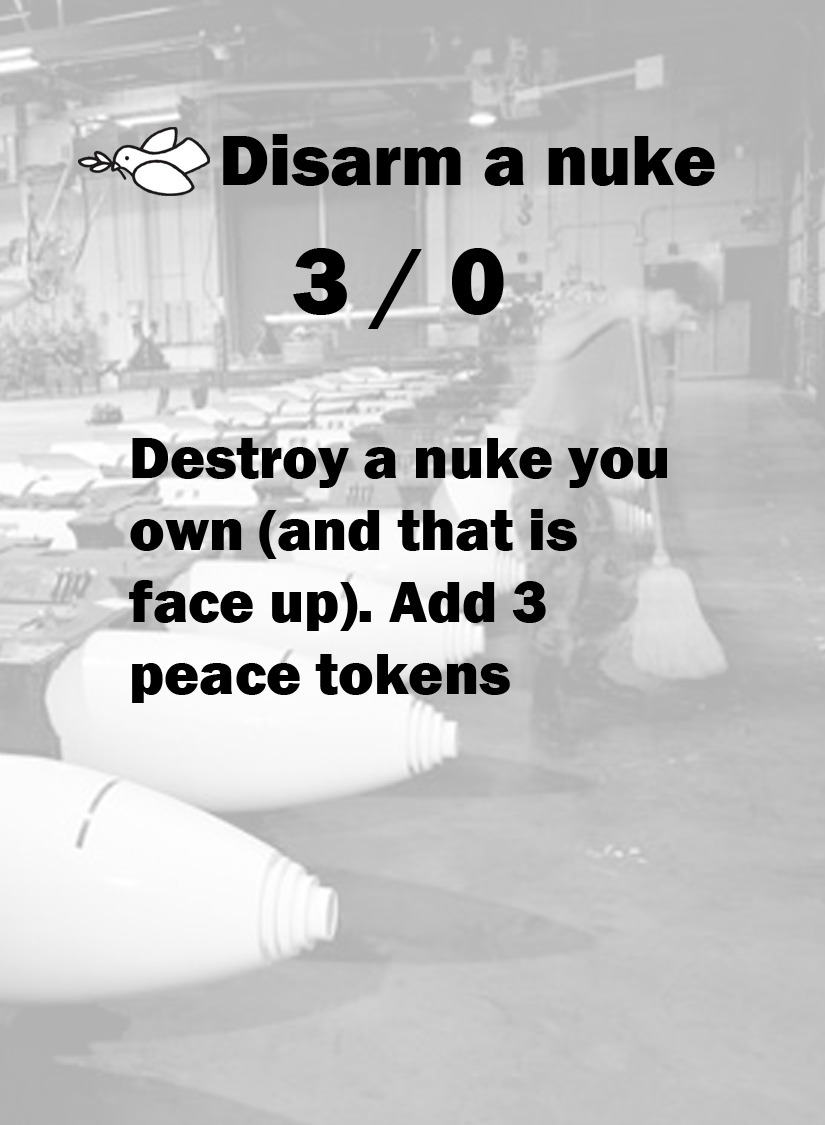 Disarm a nuke
3 / 0
Destroy a nuke you
own (and that is
face up). Add 3
peace tokens